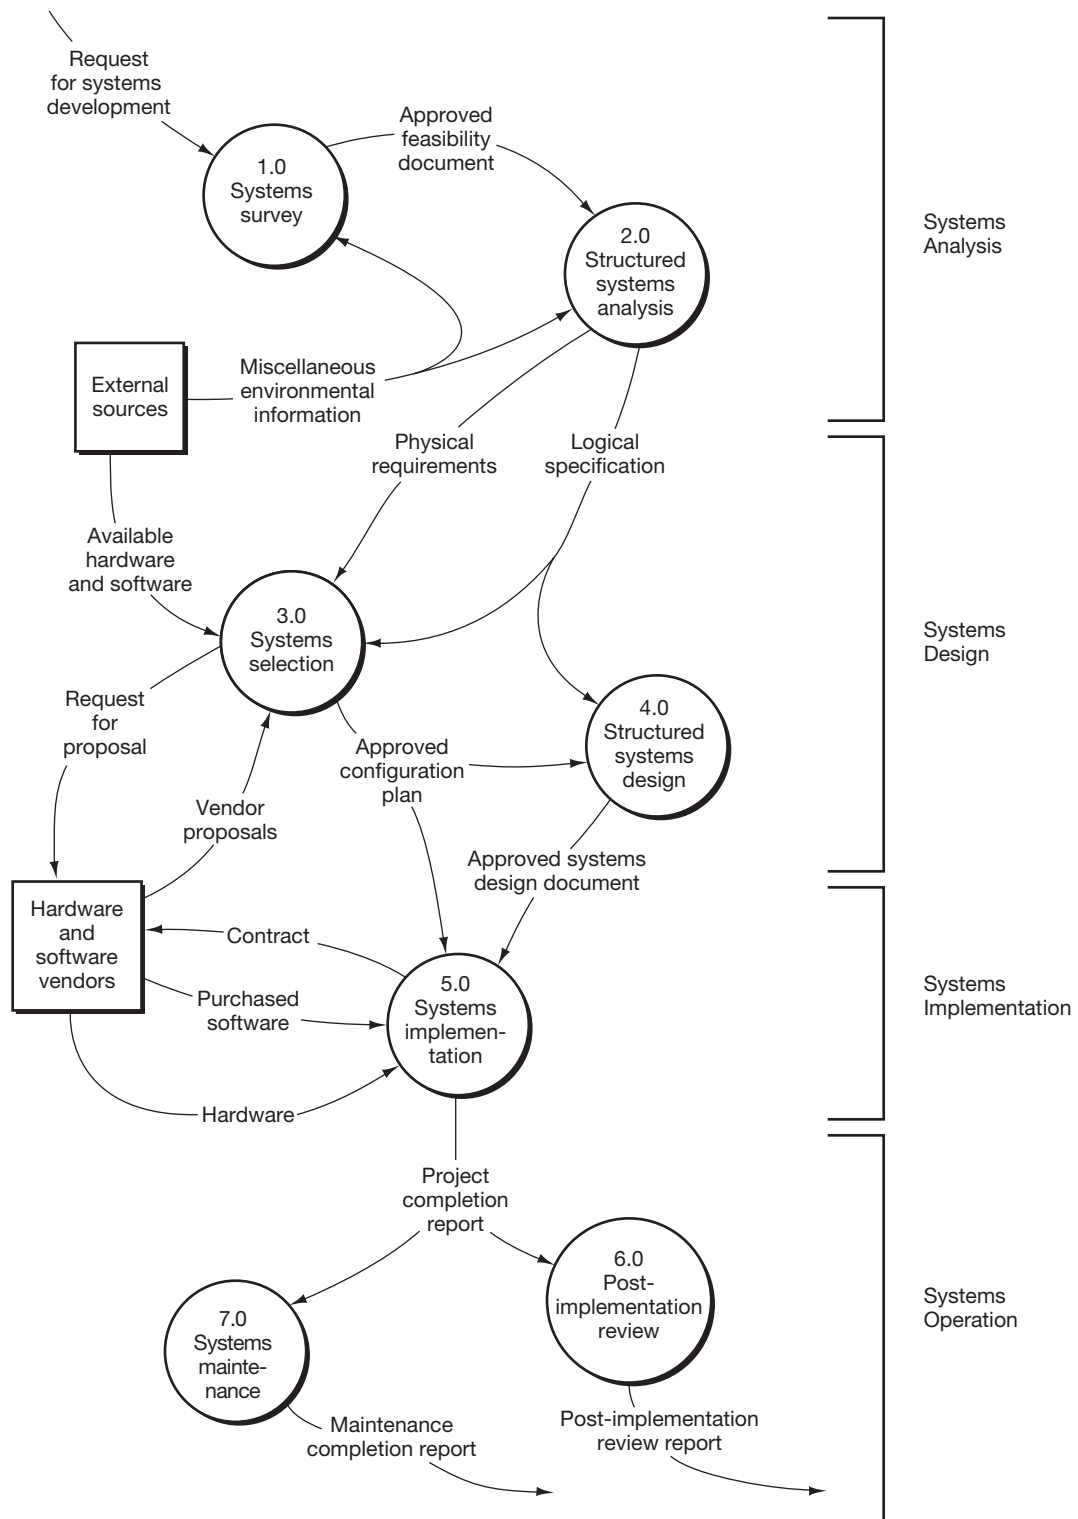 Request
for systems
development
Approved
feasibility
document
1.0
Systems
survey
2.0
Structured
systems
analysis
Systems
Analysis
External
sources
Miscellaneous
environmental
information
Physical
requirements
Logical
specification
Available
hardware
and software
3.0
Systems
selection
Systems
Design
Request
for
proposal
Approved
configuration
plan
4.0
Structured
systems
design
Vendor
proposals
Approved systems
design document
Hardware
and
software
vendors
Contract
Purchased
software
5.0
Systems
implemen-
tation
Systems
Implementation
Hardware
Project
completion
report
6.0
Post-
implementation
review
Systems
Operation
7.0
Systems
mainte-
nance
Maintenance
completion report
Post-implementation
review report